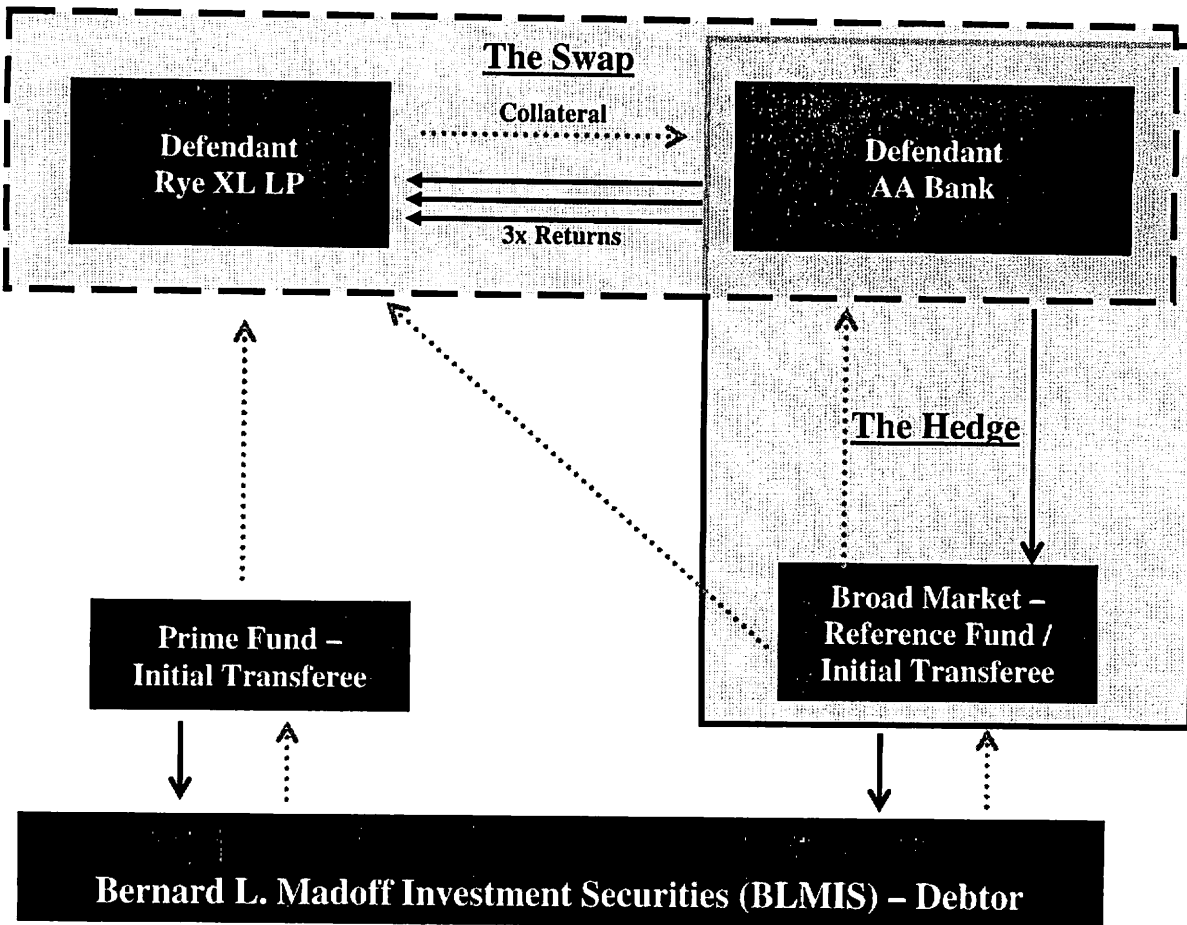 The Swap
Defendant
Rye XL LP
Collateral
3x Returns
Defendant
AA Bank
The Hedge
Prime Fund –
Initial Transferee
Broad Market –
Reference Fund /
Initial Transferee
Bernard L. Madoff Investment Securities (BLMIS) – Debtor